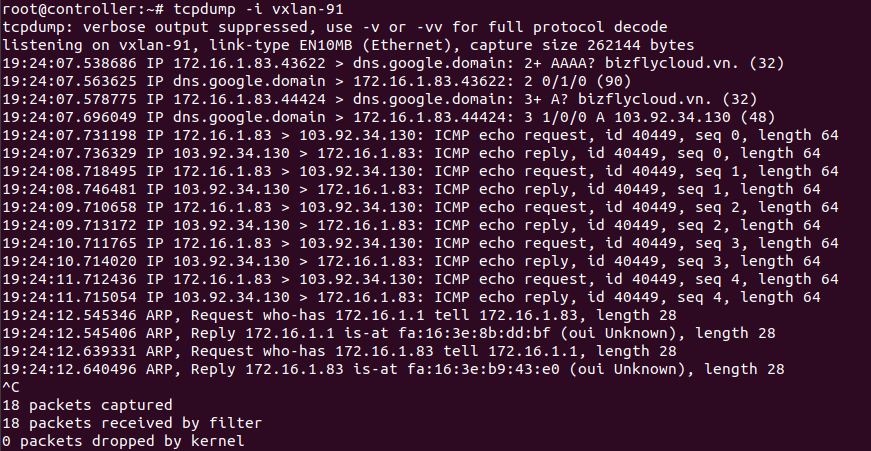 root@controller:~# tcpdump -i vxlan-91
tcpdump: verbose output suppressed, use -v or -vv for full protocol decode
listening on vxlan-91, link-type EN10MB (Ethernet), capture size 262144 bytes
19:24:07.538686 IP 172.16.1.83.43622 > dns.google.domain: 2+ AAAA? bizflycloud.vn. (32)
19:24:07.563625 IP dns.google.domain > 172.16.1.83.43622: 2 0/1/0 (90)
19:24:07.578775 IP 172.16.1.83.44424 > dns.google.domain: 3+ A? bizflycloud.vn. (32)
19:24:07.696049 IP dns.google.domain > 172.16.1.83.44424: 3 1/0/0 A 103.92.34.130 (48)
19:24:07.731198 IP 172.16.1.83 > 103.92.34.130: ICMP echo request, id 40449, seq 0, length 64
19:24:07.736329 IP 103.92.34.130 > 172.16.1.83: ICMP echo reply, id 40449, seq 0, length 64
19:24:08.718495 IP 172.16.1.83 > 103.92.34.130: ICMP echo request, id 40449, seq 1, length 64
19:24:08.746481 IP 103.92.34.130 > 172.16.1.83: ICMP echo reply, id 40449, seq 1, length 64
19:24:09.710658 IP 172.16.1.83 > 103.92.34.130: ICMP echo request, id 40449, seq 2, length 64
19:24:09.713172 IP 103.92.34.130 > 172.16.1.83: ICMP echo reply, id 40449, seq 2, length 64
19:24:10.711765 IP 172.16.1.83 > 103.92.34.130: ICMP echo request, id 40449, seq 3, length 64
19:24:10.714020 IP 103.92.34.130 > 172.16.1.83: ICMP echo reply, id 40449, seq 3, length 64
19:24:11.712436 IP 172.16.1.83 > 103.92.34.130: ICMP echo request, id 40449, seq 4, length 64
19:24:11.715054 IP 103.92.34.130 > 172.16.1.83: ICMP echo reply, id 40449, seq 4, length 64
19:24:12.545346 ARP, Request who-has 172.16.1.1 tell 172.16.1.83, length 28
19:24:12.545406 ARP, Reply 172.16.1.1 is-at fa:16:3e:8b:dd:bf (oui Unknown), length 28
19:24:12.639331 ARP, Request who-has 172.16.1.83 tell 172.16.1.1, length 28
19:24:12.640496 ARP, Reply 172.16.1.83 is-at fa:16:3e:b9:43:e0 (oui Unknown), length 28
^C
18 packets captured
18 packets received by filter
0 packets dropped by kernel